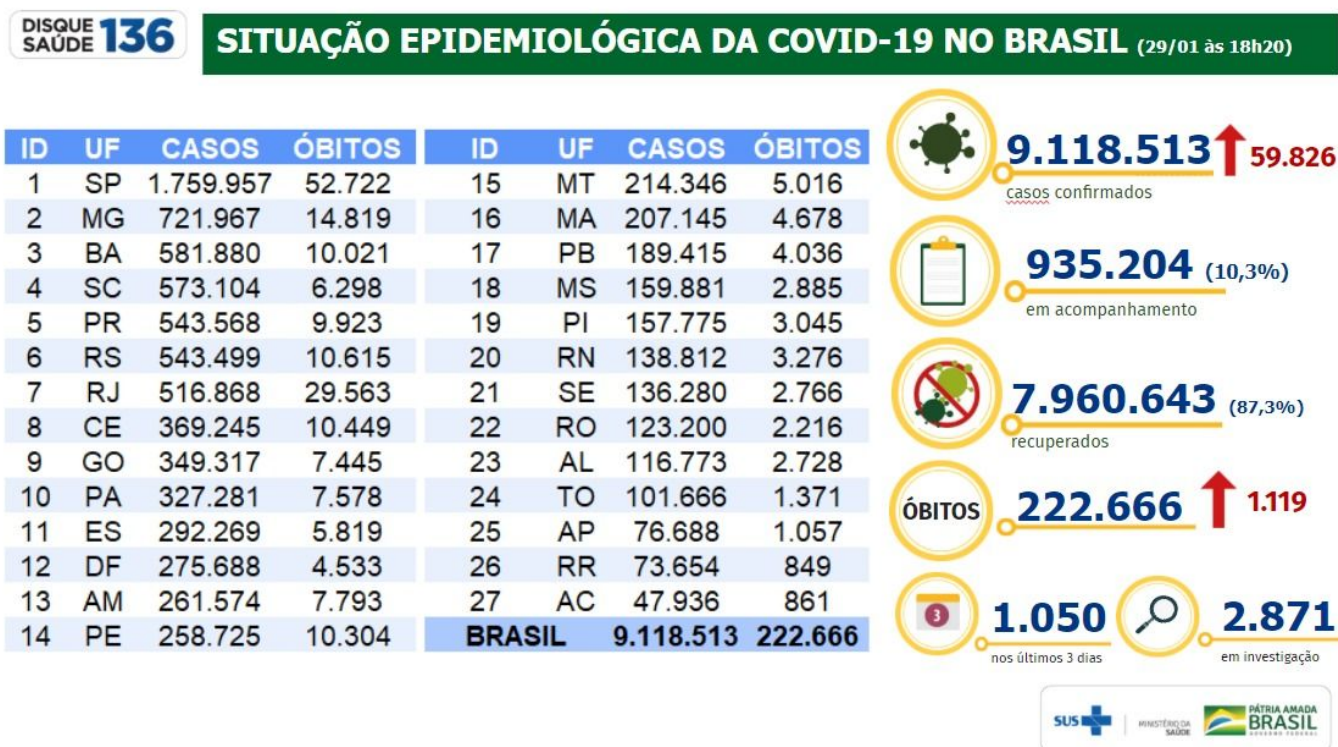 DISQUE
SAÚDE 136
SITUAÇÃO EPIDEMIOLÓGICA DA COVID-19 NO BRASIL (29/01 às 18h20)
ID UF CASOS ÓBITOS ID UF CASOS ÓBITOS
1 SP 1.759.957 52.722 15 MT 214.346 5.016
2 MG 721.967 14.819 16 MA 207.145 4.678
3 BA 581.880 10.021 17 PB 189.415 4.036
4 SC 573.104 6.298 18 MS 159.881 2.885
5 PR 543.568 9.923 19 PI 157.775 3.045
6 RS 543.499 10.615 20 RN 138.812 3.276
7 RJ 516.868 29.563 21 SE 136.280 2.766
8 CE 369.245 10.449 22 RO 123.200 2.216
9 GO 349.317 7.445 23 AL 116.773 2.728
10 PA 327.281 7.578 24 TO 101.666 1.371
11 ES 292.269 5.819 25 AP 76.688 1.057
12 DF 275.688 4.533 26 RR 73.654 849
13 AM 261.574 7.793 27 AC 47.936 861
14 PE 258.725 10.304 BRASIL 9.118.513 222.666
9.118.513 59.826
casos confirmados
935.204 (10,3%)
em acompanhamento
7.960.643 (87,3%)
recuperados
ÓBITOS 222.666 1.119
3 1.050 2.871
nos últimos 3 dias em investigação
SUS
MINISTÉRIO DA
SAÚDE
PÁTRIA AMADA
BRASIL
GOVERNO FEDERAL